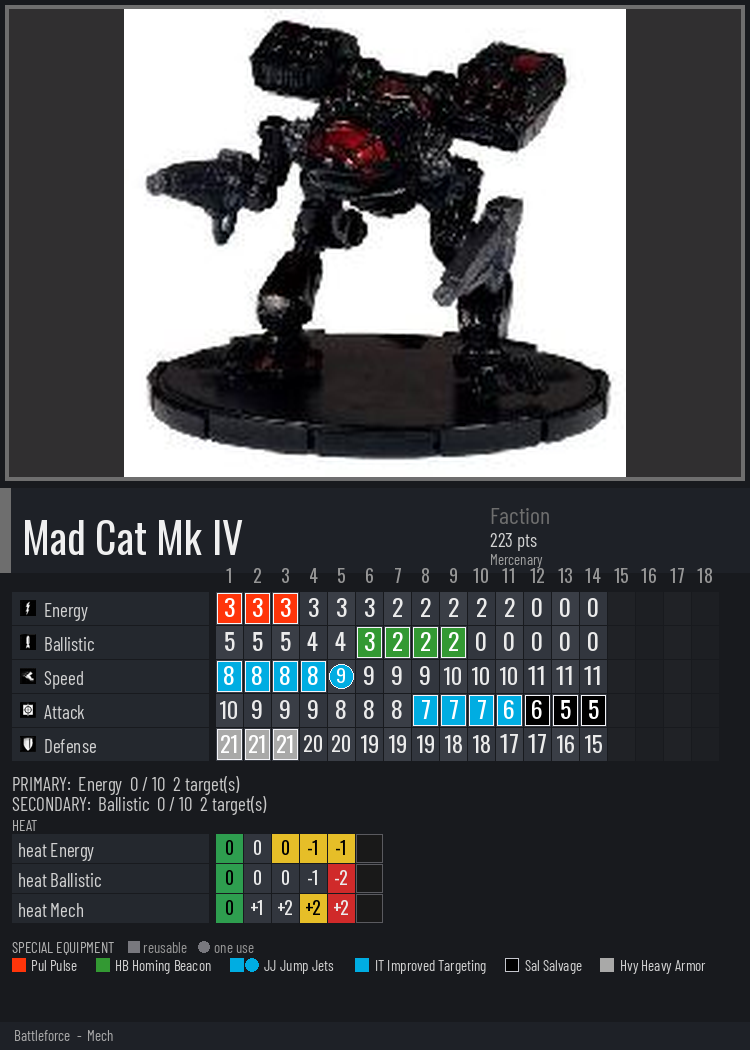 Mad Cat Mk IV
Faction
223 pts
Mercenary
1 2 3 4 5 6 7 8 9 10 11 12 13 14 15 16 17 18
Energy 3 3 3 3 3 3 2 2 2 2 2 0 0 0
Ballistic 5 5 5 4 4 3 2 2 2 0 0 0 0 0
Speed 8 8 8 8 9 9 9 9 10 10 10 11 11 11
Attack 10 9 9 9 8 8 8 7 7 7 6 6 5 5
Defense 21 21 21 20 20 19 19 19 18 18 17 17 16 15
PRIMARY: Energy 0 / 10 2 target(s)
SECONDARY: Ballistic 0 / 10 2 target(s)
HEAT
heat Energy 0 0 0 -1 -1
heat Ballistic 0 0 0 -1 -2
heat Mech 0 +1 +2 +2 +2
SPECIAL EQUIPMENT reusable one use
Pul Pulse HB Homing Beacon JJ Jump Jets IT Improved Targeting Sal Salvage Hvy Heavy Armor
Battleforce - Mech